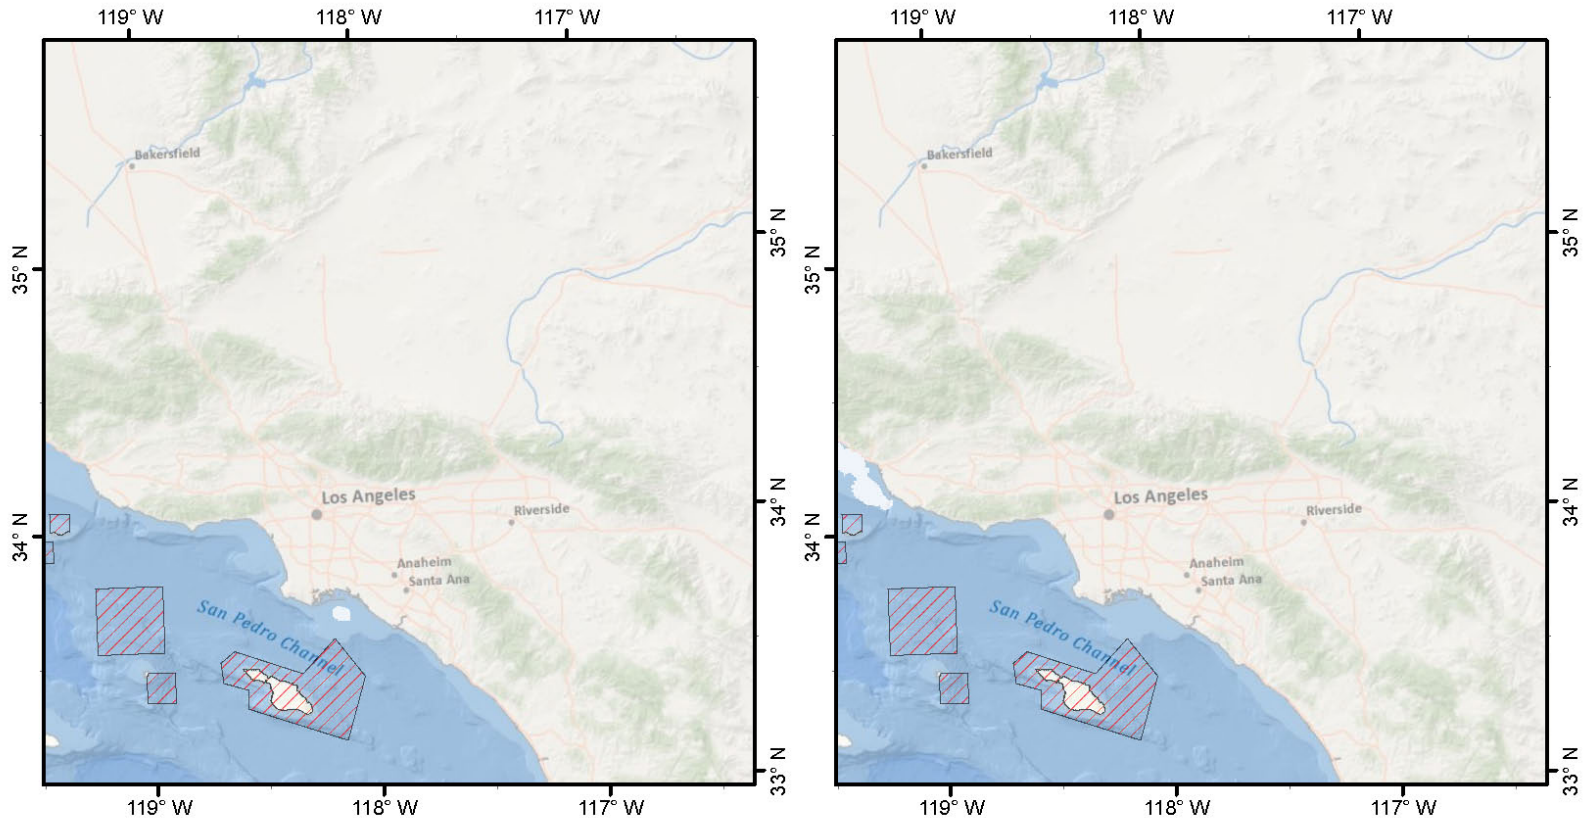 119° W 118° W 117° W 119° W 118° W 117° W
Bakersfield Bakersfield
35° N 35° N 35° N 35° N
Los Angeles Los Angeles
Riverside Riverside
34° N 34° N 34° N 34° N
Anaheim Anaheim
Santa Ana Santa Ana
San Pedro Channel San Pedro Channel
33° N 33° N
119° W 118° W 117° W 119° W 118° W 117° W